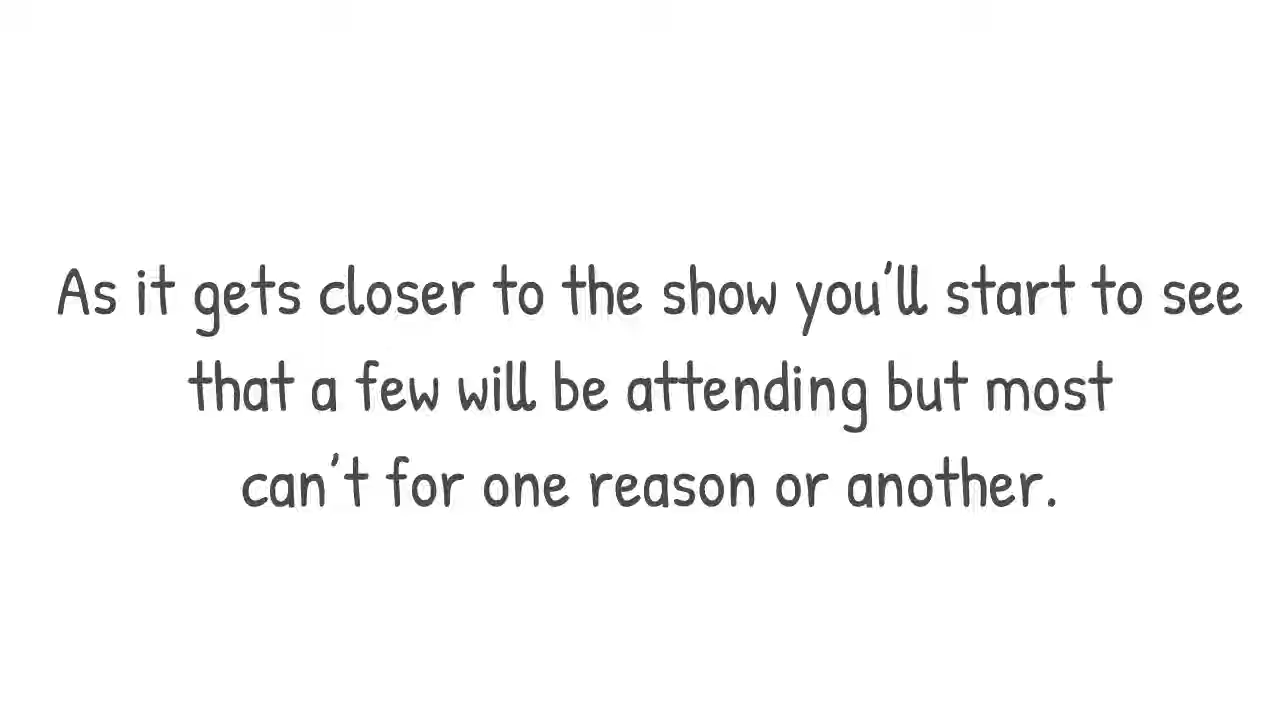 As it gets closer to the show you'll start to see
that a few will be attending but most
can't for one reason or another.